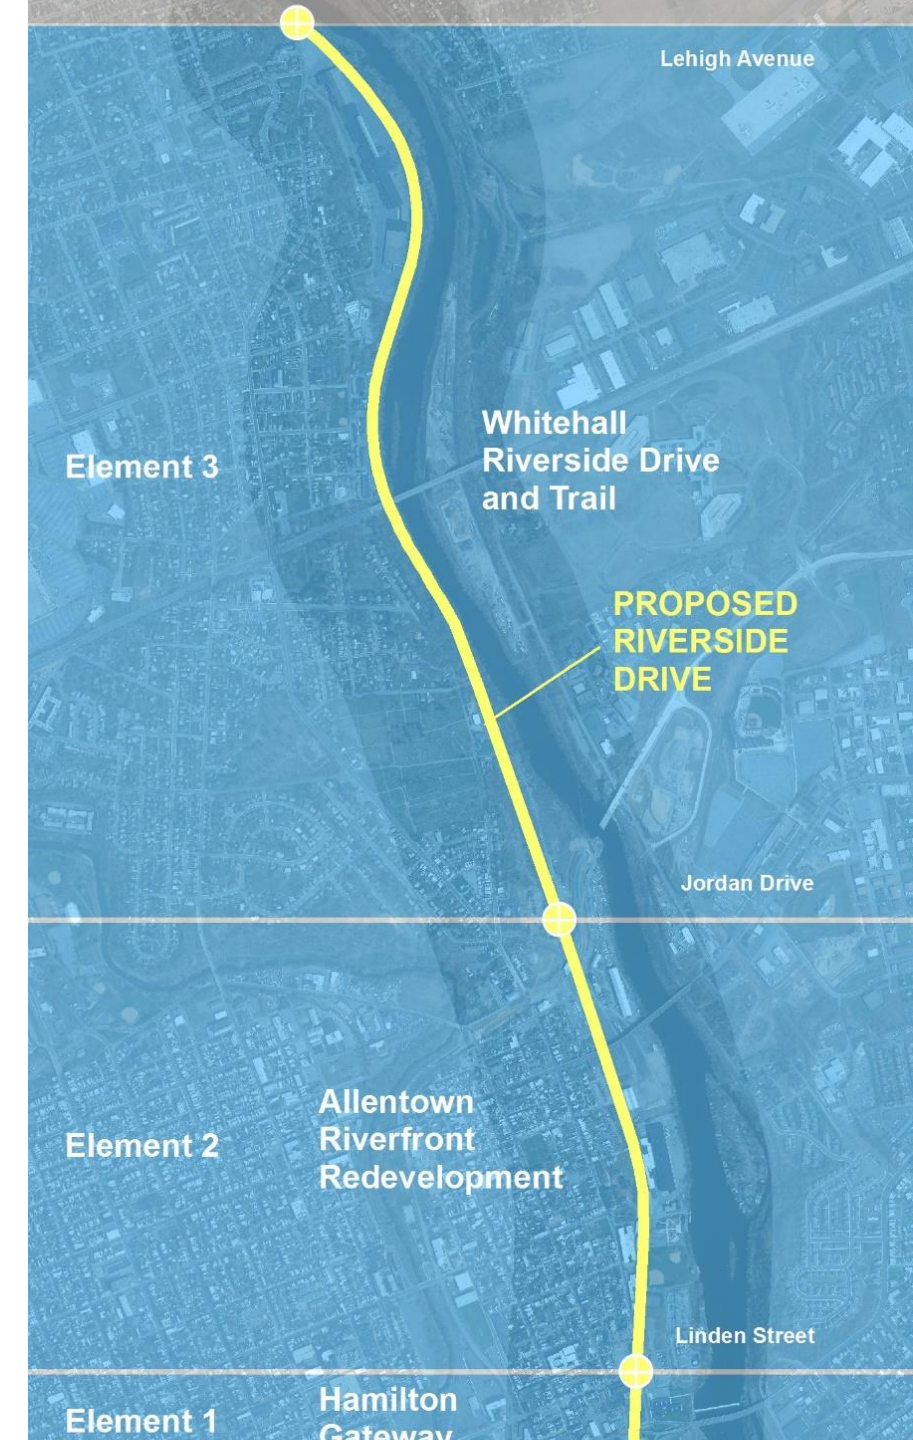 Lehigh Avenue
Element 3
Whitehall
Riverside Drive
and Trail
PROPOSED
RIVERSIDE
DRIVE
Jordan Drive
Element 2
Allentown
Riverfront
Redevelopment
Linden Street
Element 1
Hamilton
Gateway